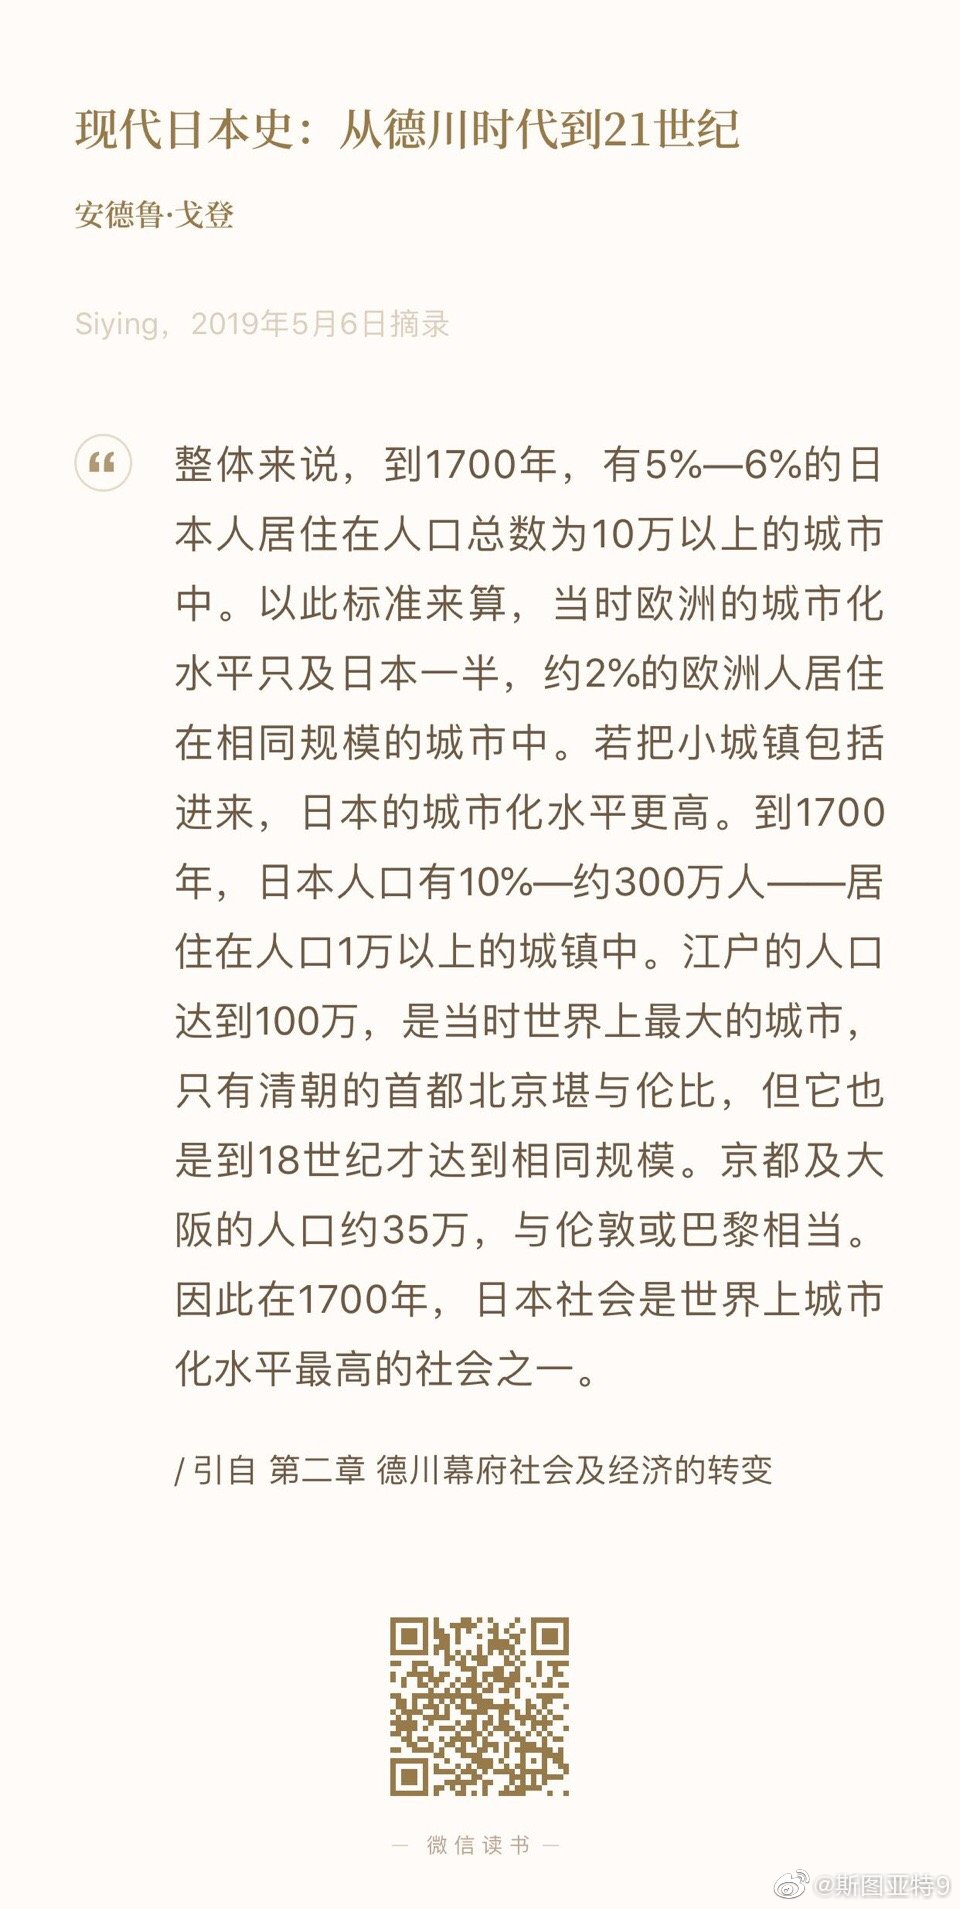 现代日本史：从德川时代到21世纪
安德鲁·戈登
Siying，2019年5月6日摘录
整体来说，到1700年，有5%—6%的日
本人居住在人口总数为10万以上的城市
中。以此标准来算，当时欧洲的城市化
水平只及日本一半，约2%的欧洲人居住
在相同规模的城市中。若把小城镇包括
进来，日本的城市化水平更高。到1700
年，日本人口有10%—约300万人——居
住在人口1万以上的城镇中。江户的人口
达到100万，是当时世界上最大的城市，
只有清朝的首都北京堪与伦比，但它也
是到18世纪才达到相同规模。京都及大
阪的人口约35万，与伦敦或巴黎相当。
因此在1700年，日本社会是世界上城市
化水平最高的社会之一。
/ 引自 第二章 德川幕府社会及经济的转变
— 微信读书 —
@斯图亚特9